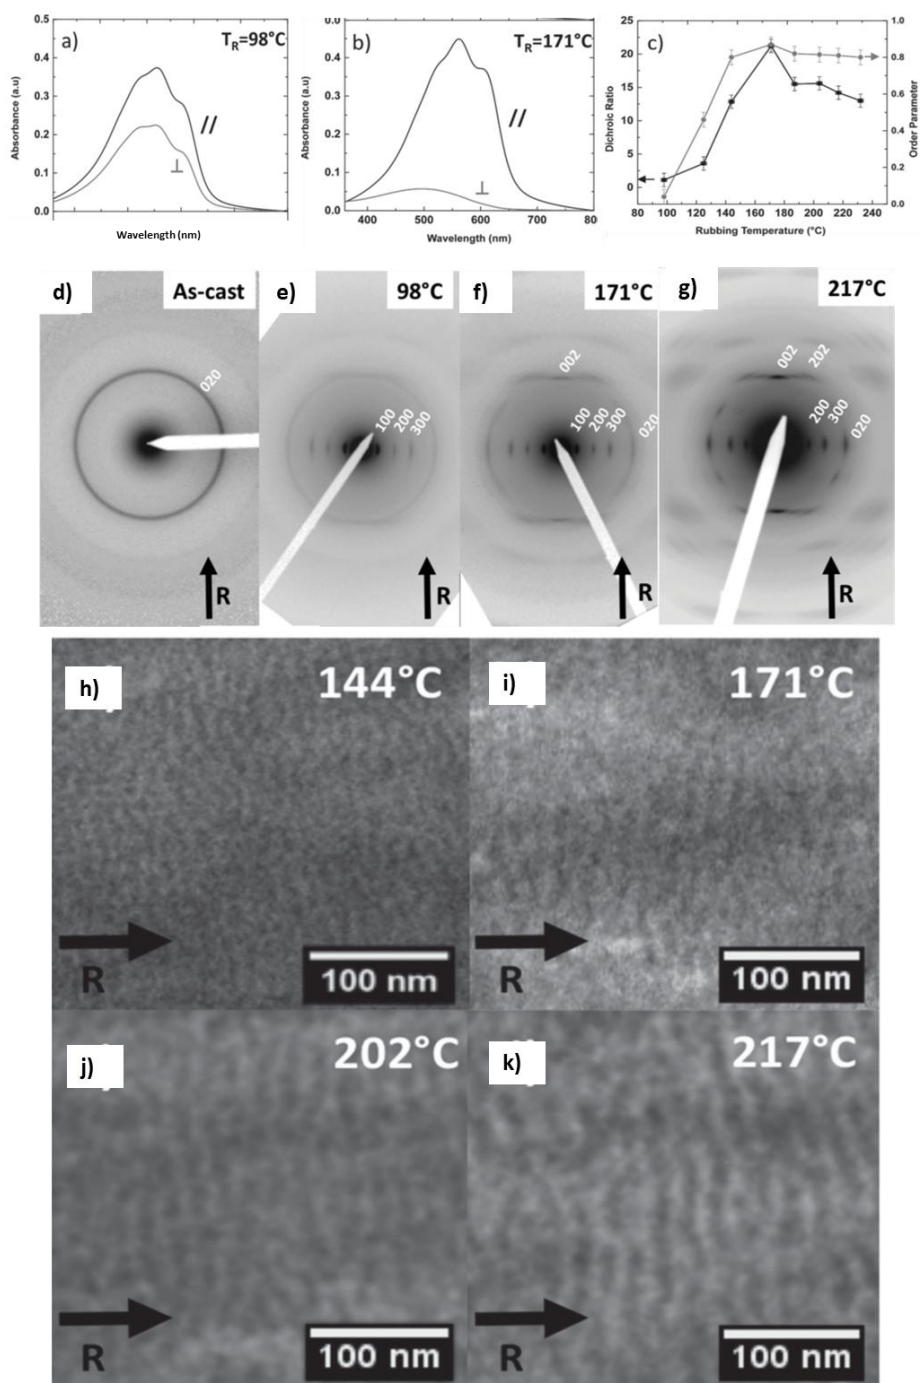 a)
T_R=98°C
Absorbance (a.u)
0.5
0.4
0.3
0.2
0.1
0.0
//
⊥
Wavelength (nm)
b)
T_R=171°C
Absorbance (a.u)
0.5
0.4
0.3
0.2
0.1
0.0
//
⊥
400 500 600 700 80
Wavelength (nm)
c)
Dichroic Ratio
25
20
15
10
5
0
1.0
0.8
0.6
0.4
0.2
0.0
Order Parameter
80 100 120 140 160 180 200 220 240
Rubbing Temperature (°C)
d) As-cast
020
R
e) 98°C
100 200 300
R
f) 171°C
002
100 200 300 020
R
g) 217°C
002 202
200 300 020
R
h) 144°C
R
100 nm
i) 171°C
R
100 nm
j) 202°C
R
100 nm
k) 217°C
R
100 nm